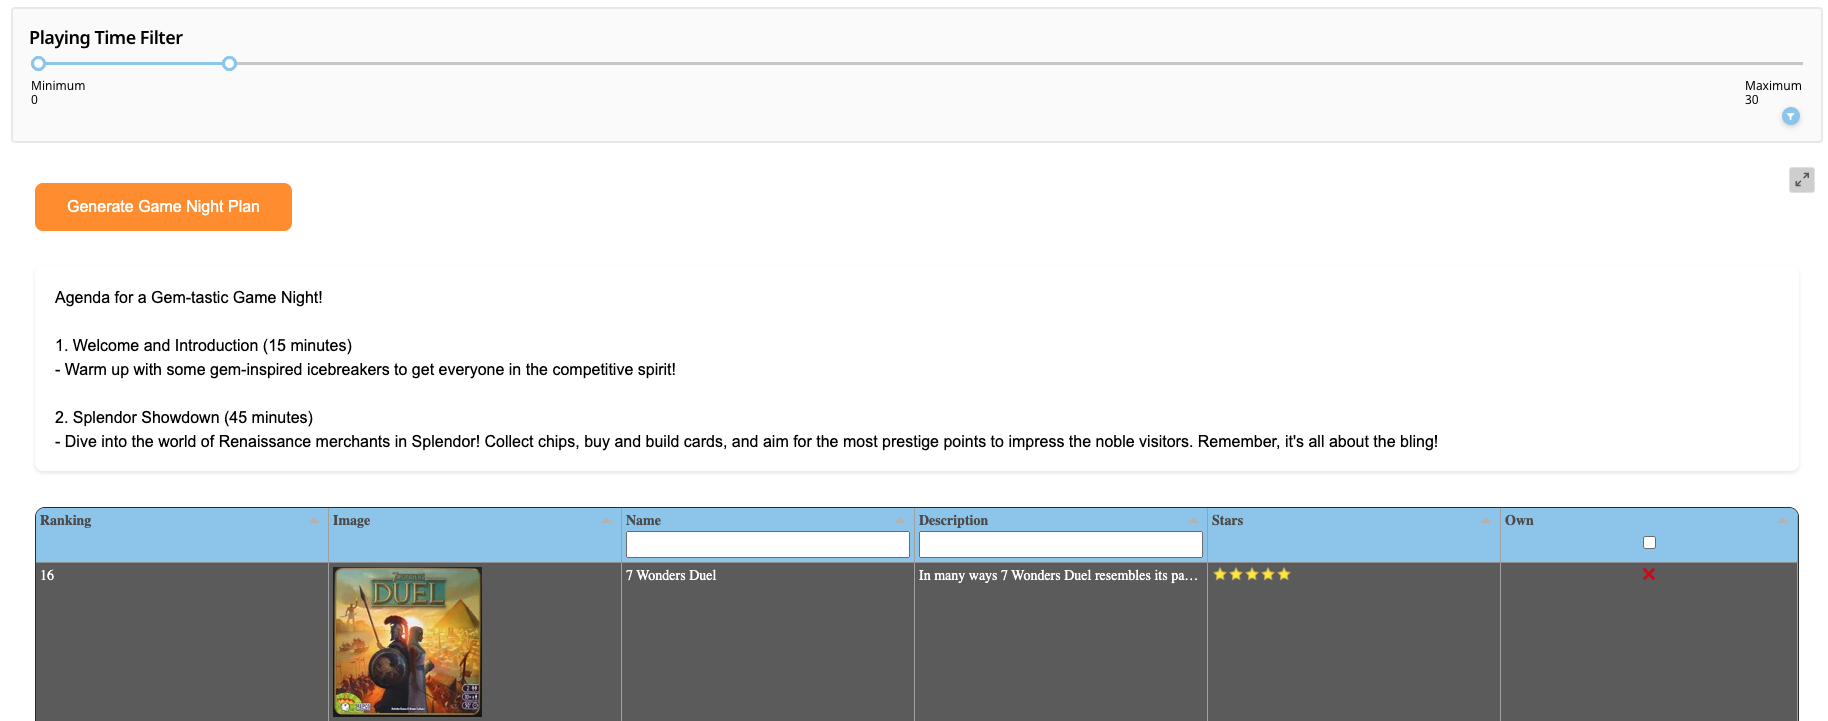 Playing Time Filter
Minimum
0
Maximum
30
Generate Game Night Plan
Agenda for a Gem-tastic Game Night!
1. Welcome and Introduction (15 minutes)
- Warm up with some gem-inspired icebreakers to get everyone in the competitive spirit!
2. Splendor Showdown (45 minutes)
- Dive into the world of Renaissance merchants in Splendor! Collect chips, buy and build cards, and aim for the most prestige points to impress the noble visitors. Remember, it's all about the bling!
Ranking Image Name Description Stars Own
16 7 Wonders Duel In many ways 7 Wonders Duel resembles its pa…
DUEL